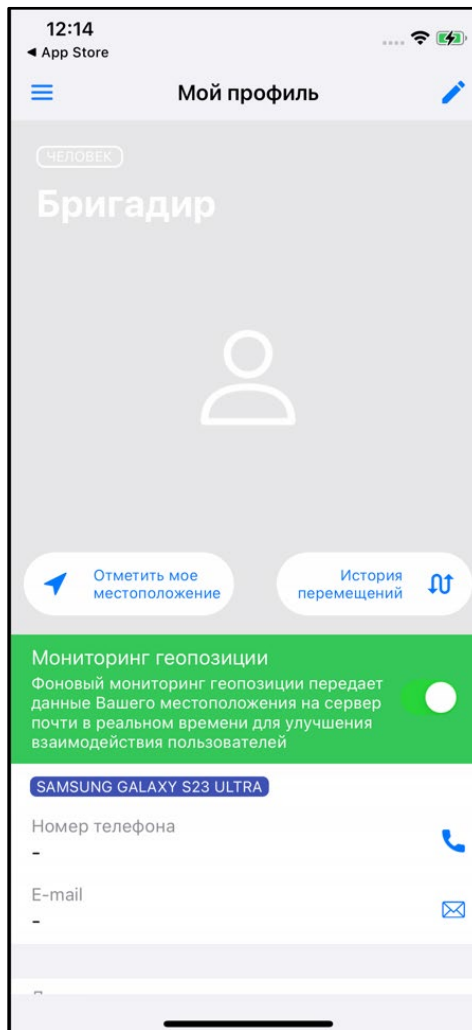 12:14
◀ App Store
Мой профиль
ЧЕЛОВЕК
Бригадир
Отметить мое
местоположение
История
перемещений
Мониторинг геопозиции
Фоновый мониторинг геопозиции передает
данные Вашего местоположения на сервер
почти в реальном времени для улучшения
взаимодействия пользователей
SAMSUNG GALAXY S23 ULTRA
Номер телефона
-
E-mail
-